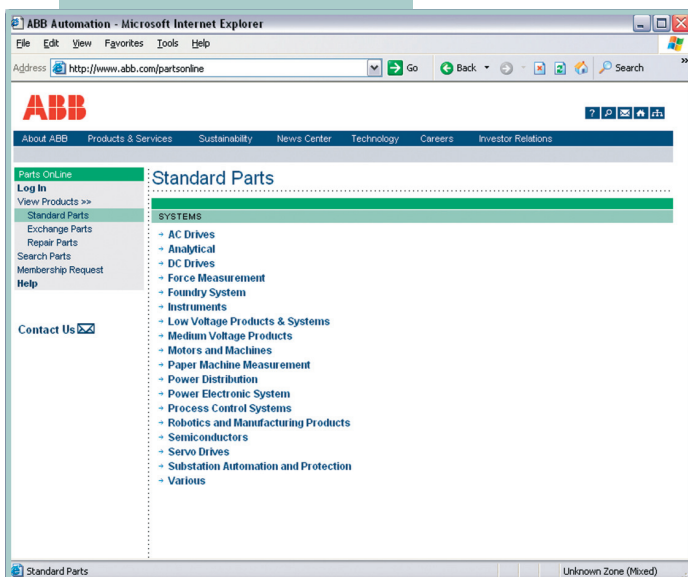 ABB Automation - Microsoft Internet Explorer
File Edit View Favorites Tools Help
Address http://www.abb.com/partsonline Go Back Search »
ABB
?
About ABB Products & Services Sustainability News Center Technology Careers Investor Relations
Parts OnLine
Log In
View Products >>
Standard Parts
Exchange Parts
Repair Parts
Search Parts
Membership Request
Help
Contact Us
Standard Parts
SYSTEMS
AC Drives
Analytical
DC Drives
Force Measurement
Foundry System
Instruments
Low Voltage Products & Systems
Medium Voltage Products
Motors and Machines
Paper Machine Measurement
Power Distribution
Power Electronic System
Process Control Systems
Robotics and Manufacturing Products
Semiconductors
Servo Drives
Substation Automation and Protection
Various
Standard Parts Unknown Zone (Mixed)